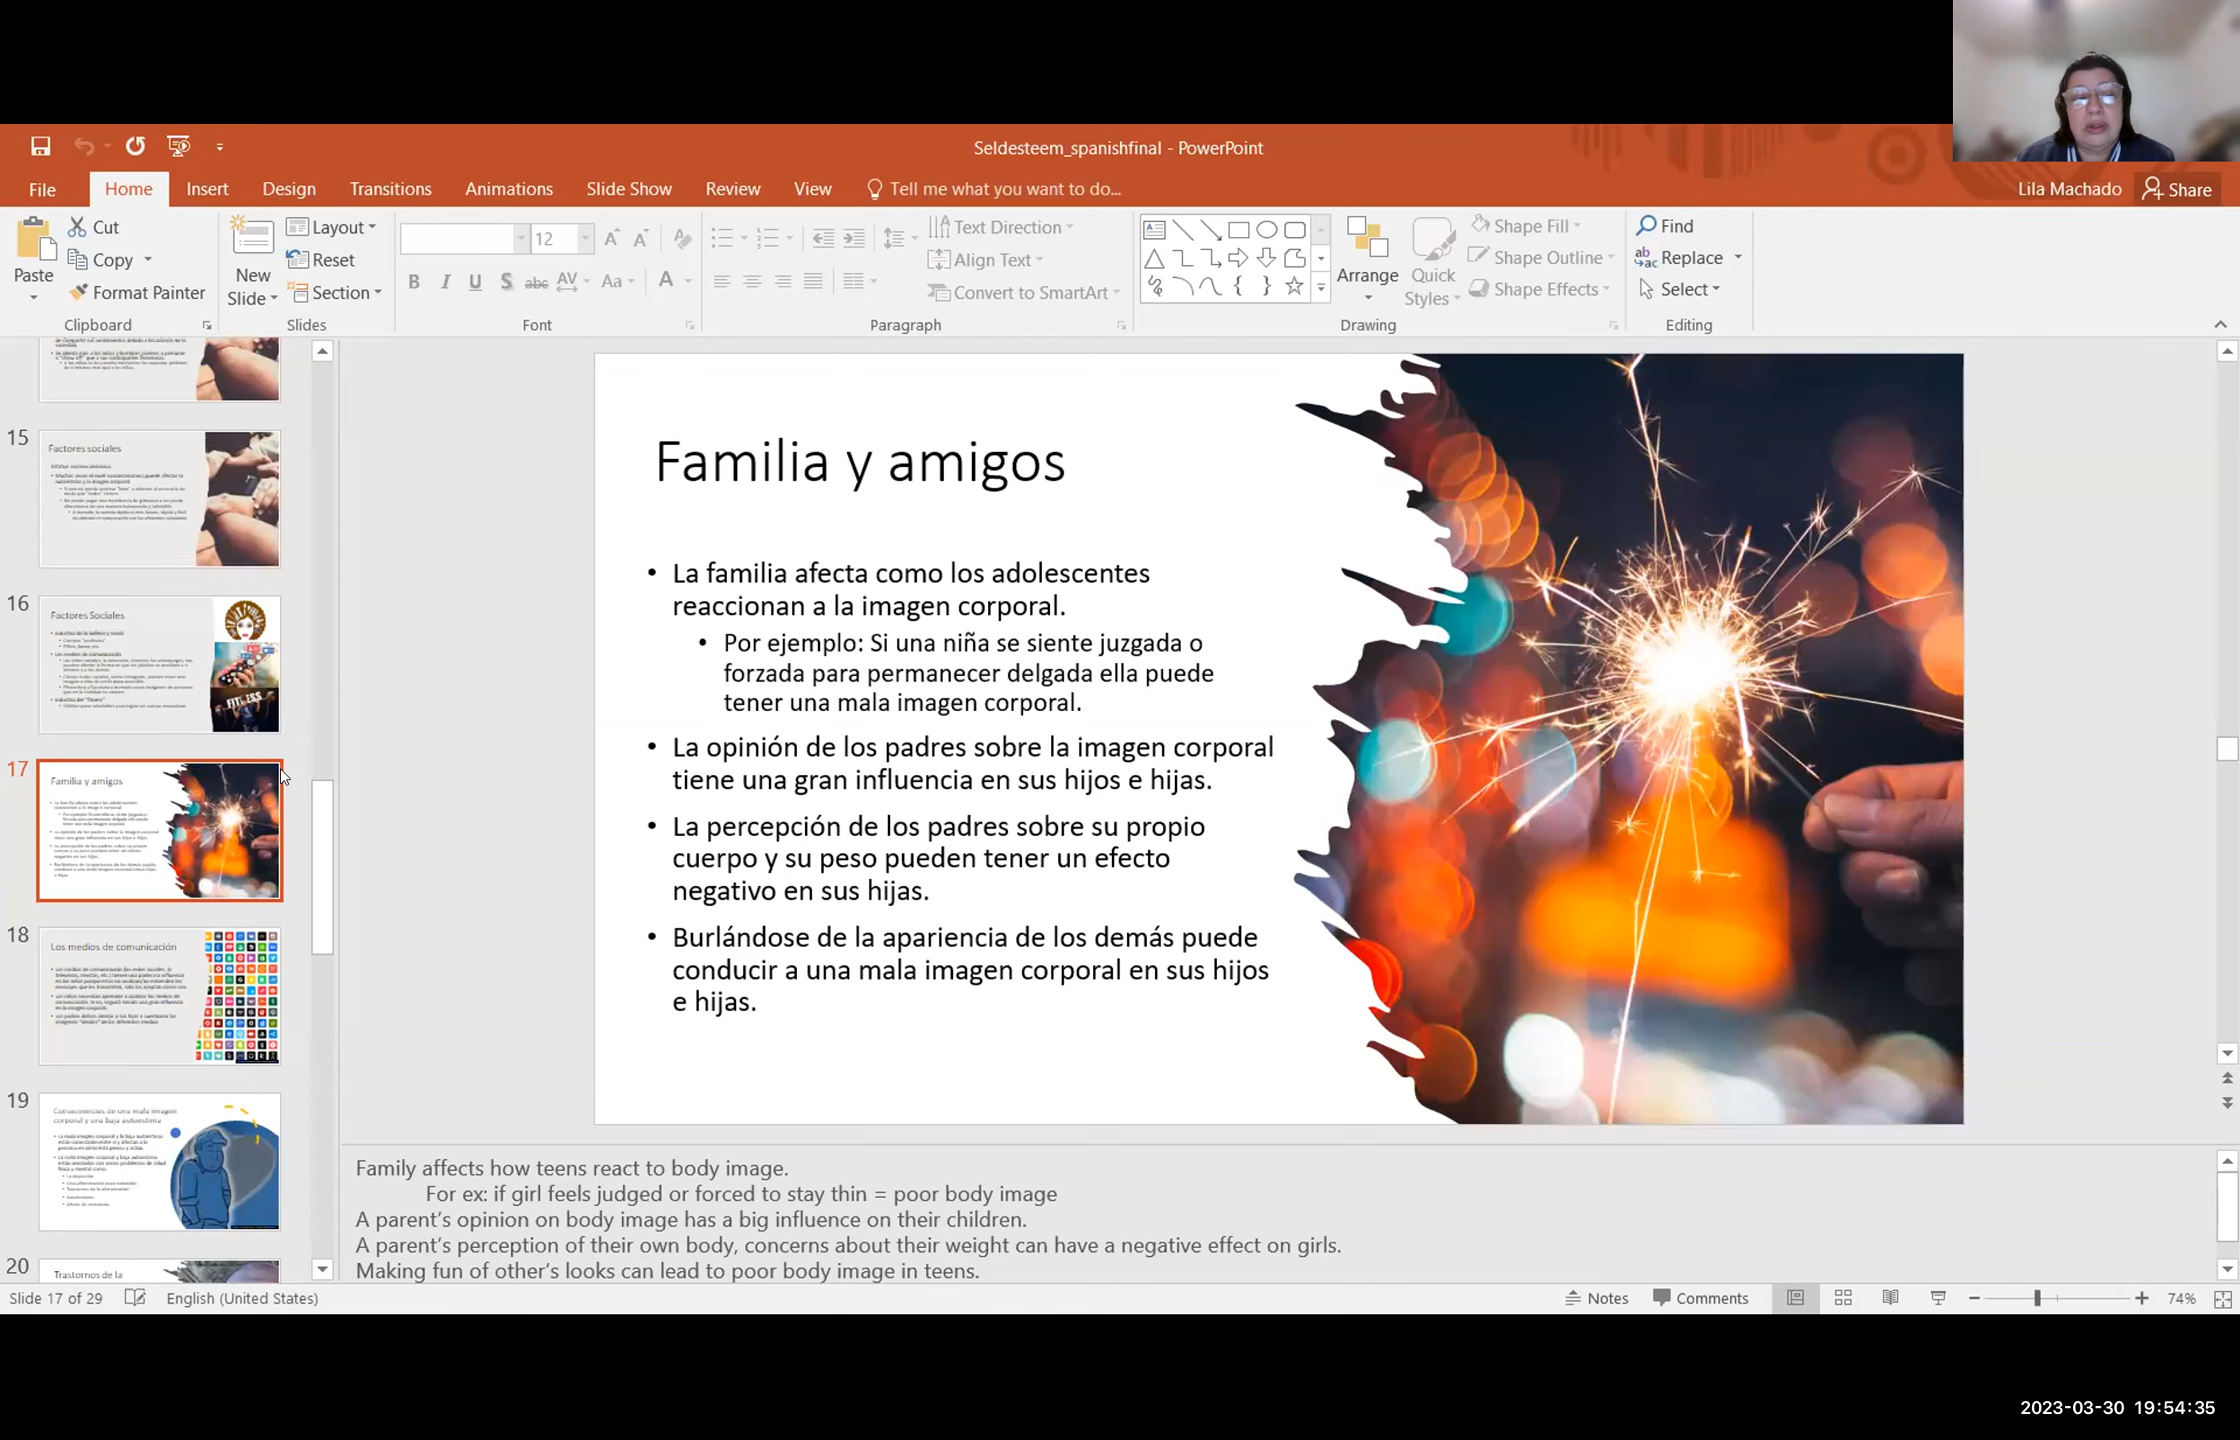 Seldesteem_spanishfinal - PowerPoint
File Home Insert Design Transitions Animations Slide Show Review View Tell me what you want to do...
Lila Machado Share
Paste
Cut
Copy
Format Painter
Clipboard
New Slide
Layout
Reset
Section
Slides
12
Font
Text Direction
Align Text
Convert to SmartArt
Paragraph
Arrange
Quick Styles
Shape Fill
Shape Outline
Shape Effects
Drawing
Find
Replace
Select
Editing
15
Factores sociales
16
Factores Sociales
FITLESS
17
Familia y amigos
18
Los medios de comunicación
19
20
Trastornos de la
Familia y amigos
• La familia afecta como los adolescentes
reaccionan a la imagen corporal.
• Por ejemplo: Si una niña se siente juzgada o
forzada para permanecer delgada ella puede
tener una mala imagen corporal.
• La opinión de los padres sobre la imagen corporal
tiene una gran influencia en sus hijos e hijas.
• La percepción de los padres sobre su propio
cuerpo y su peso pueden tener un efecto
negativo en sus hijas.
• Burlándose de la apariencia de los demás puede
conducir a una mala imagen corporal en sus hijos
e hijas.
Family affects how teens react to body image.
For ex: if girl feels judged or forced to stay thin = poor body image
A parent's opinion on body image has a big influence on their children.
A parent's perception of their own body, concerns about their weight can have a negative effect on girls.
Making fun of other's looks can lead to poor body image in teens.
Slide 17 of 29 English (United States) Notes Comments 74%
2023-03-30 19:54:35